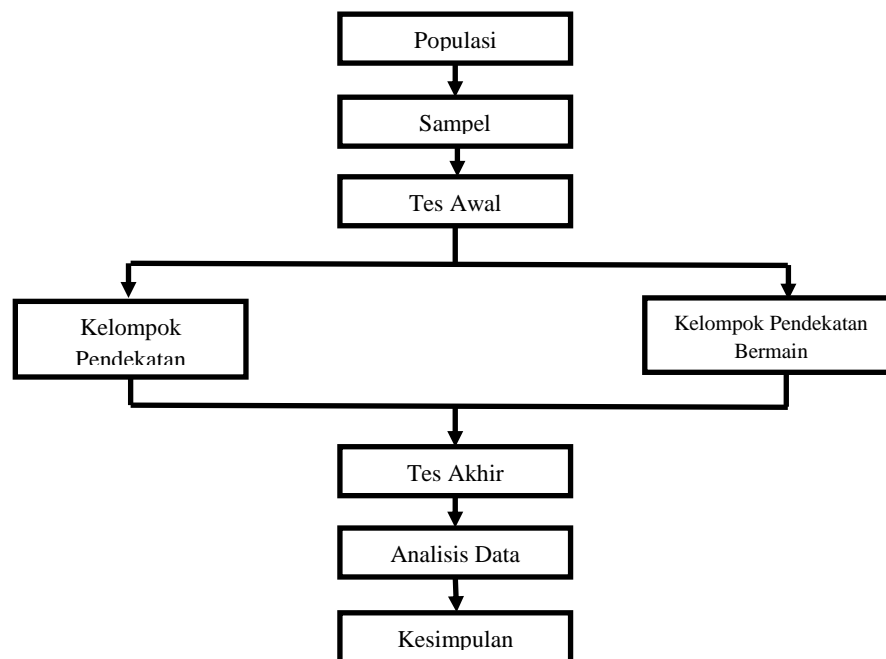 Populasi
Sampel
Tes Awal
Kelompok
Pendekatan
Kelompok Pendekatan
Bermain
Tes Akhir
Analisis Data
Kesimpulan